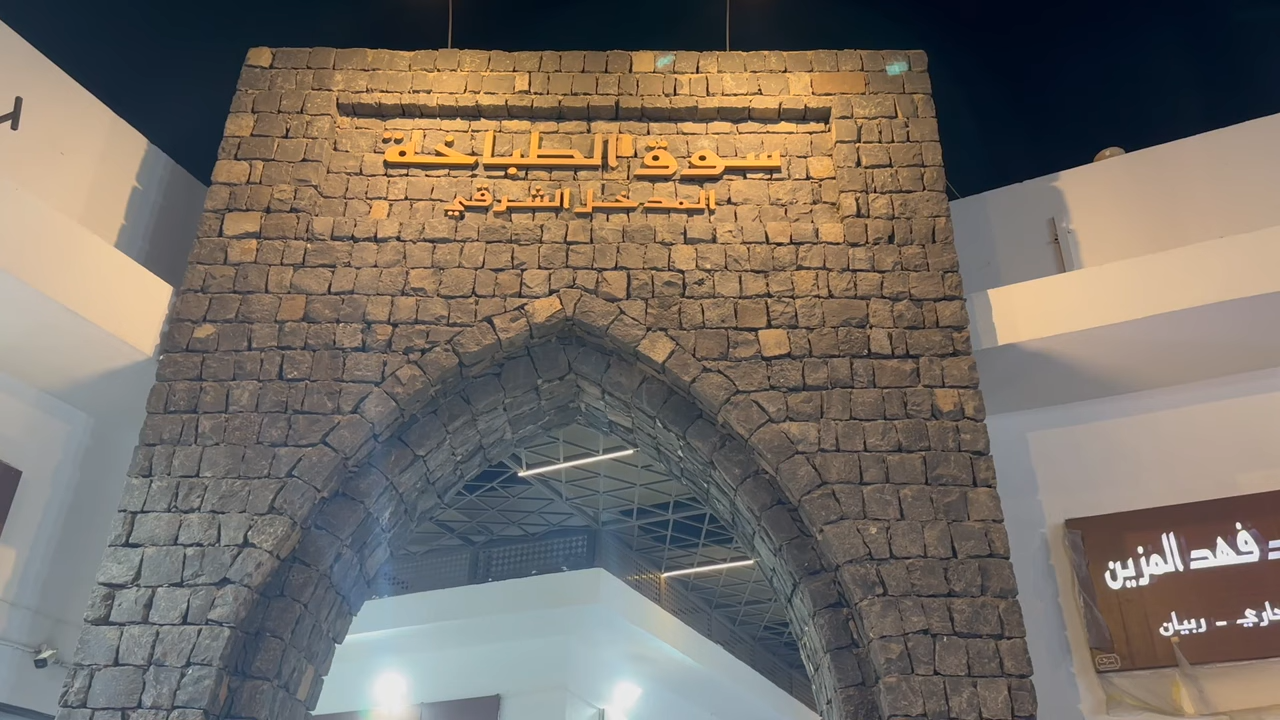 سوق الطباخة
المدخل الشرقي
فهد المزين
ربيان -